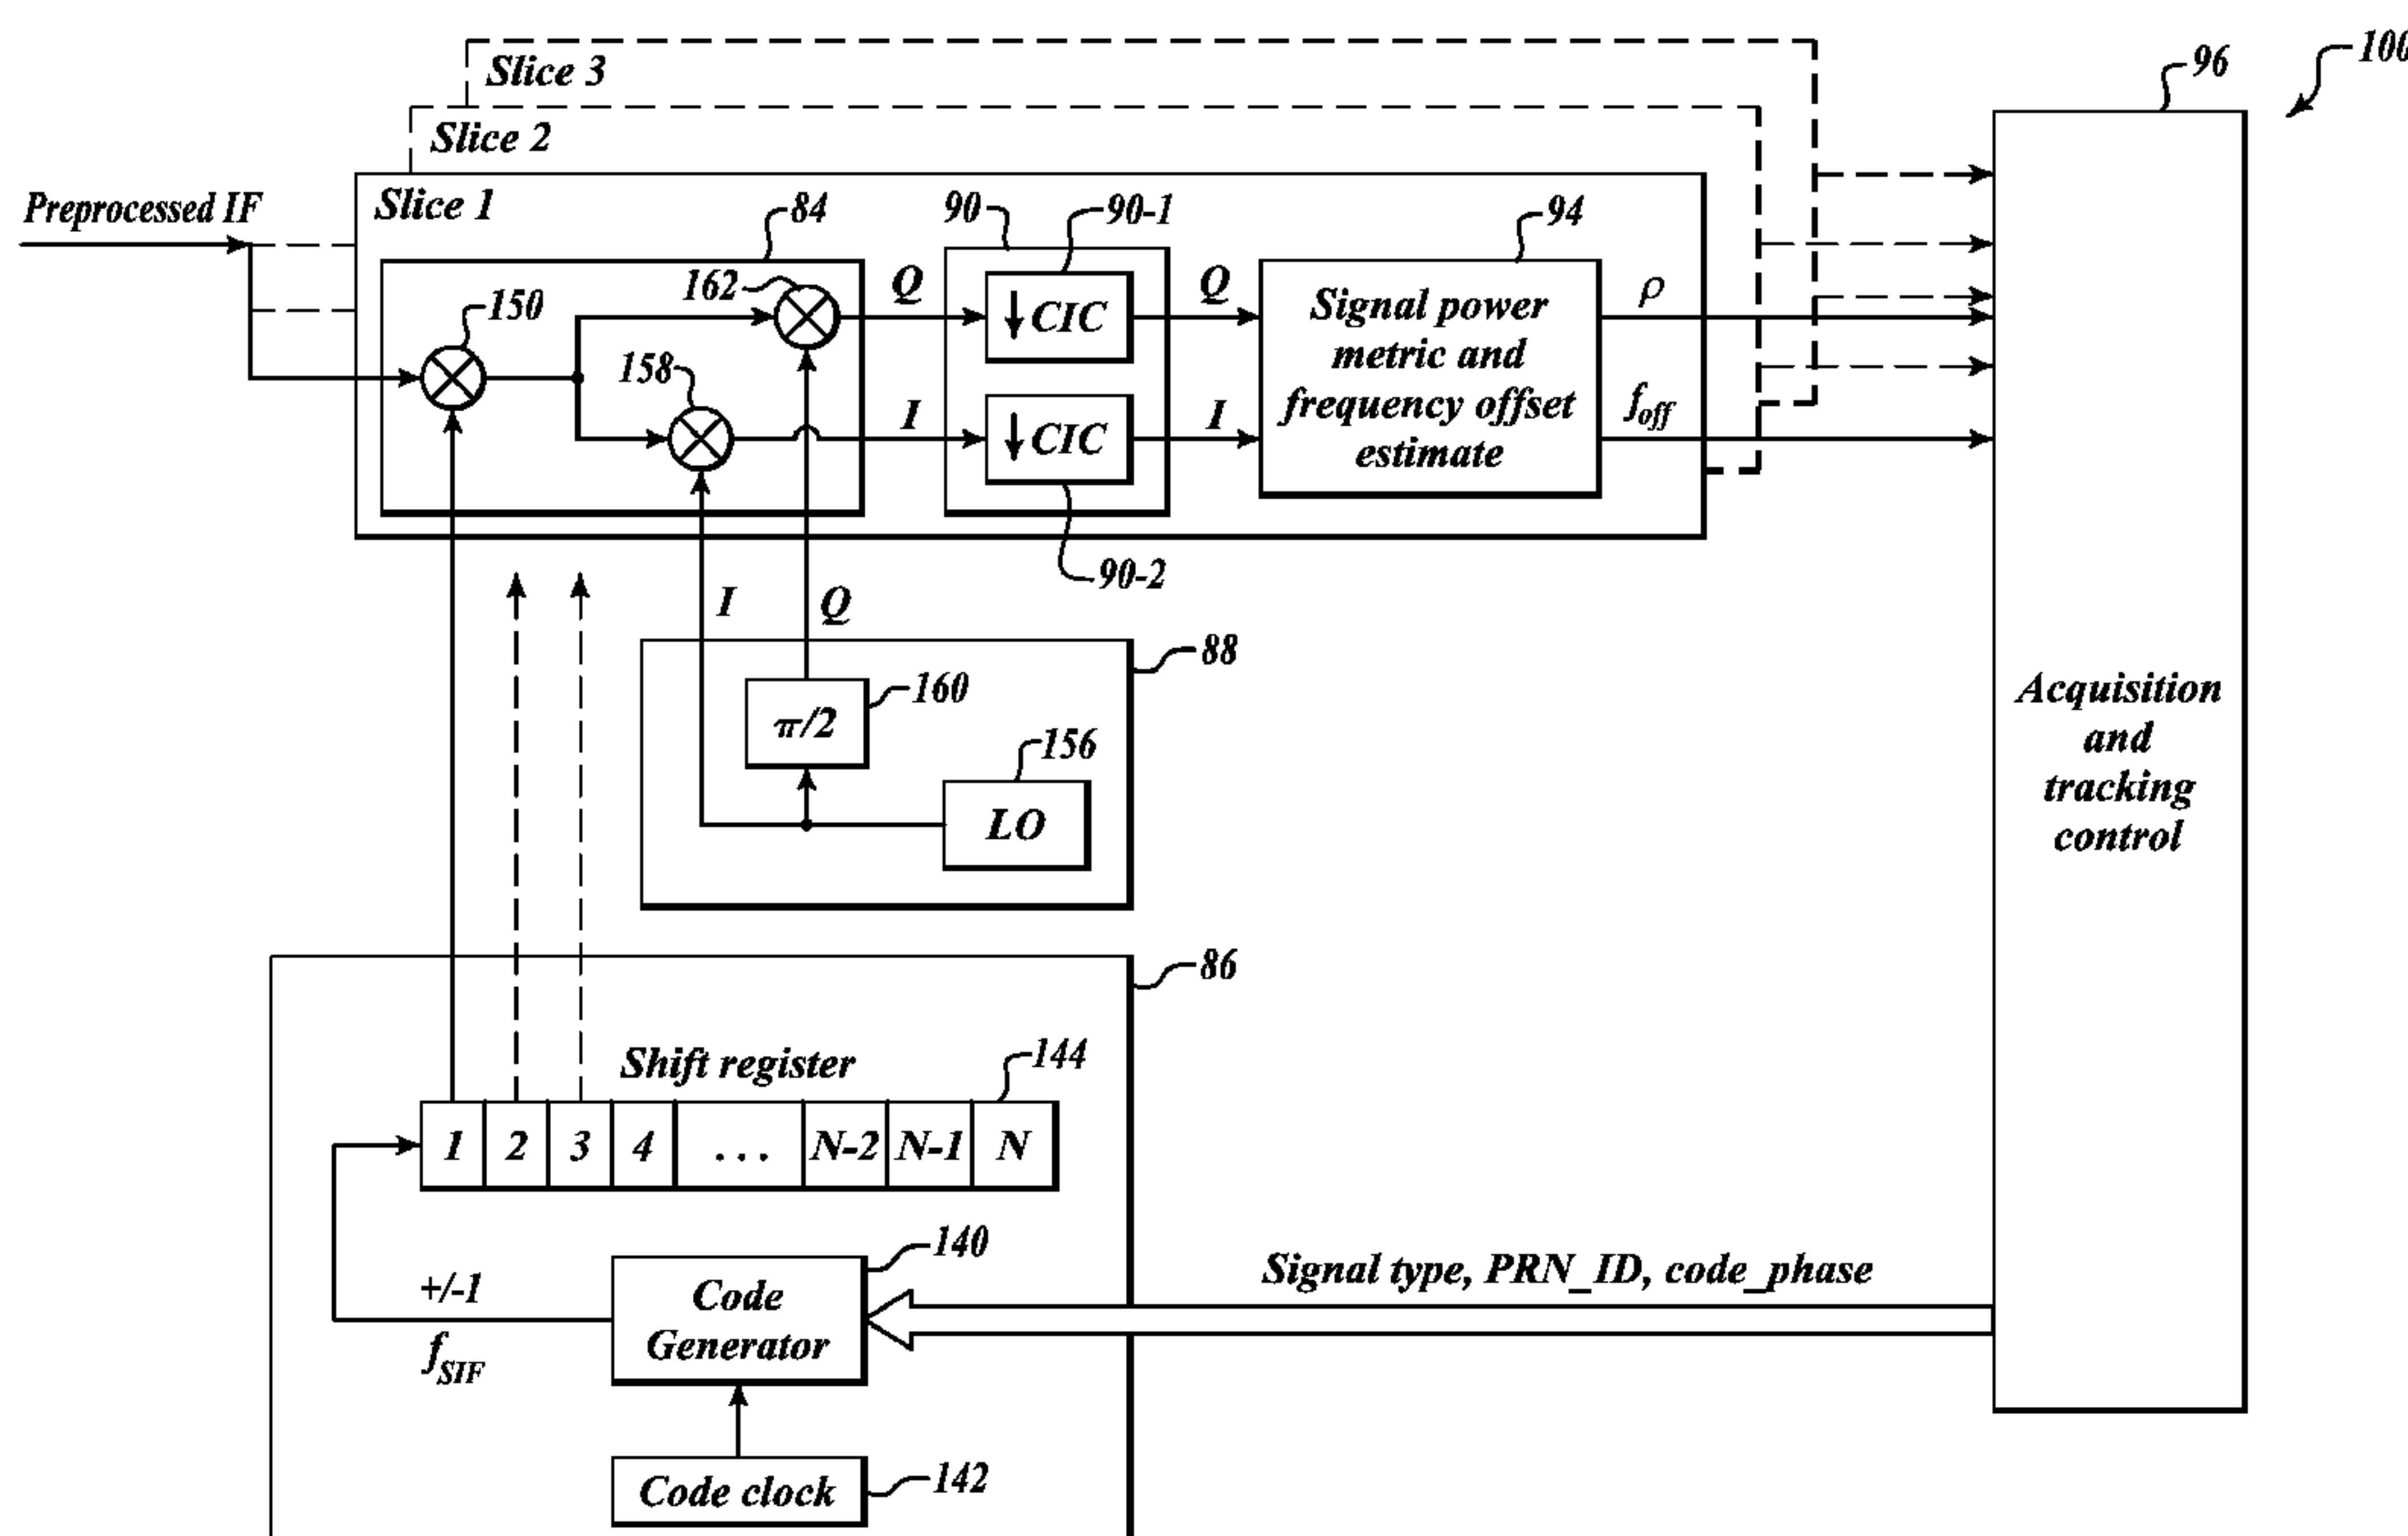 Slice 3
96
100
Slice 2
Preprocessed IF
Slice 1
84
90
90-1
94
162
Q
Q
ρ
150
CIC
Signal power
metric and
frequency offset
estimate
158
I
I
f_off
CIC
90-2
I
Q
88
160
π/2
156
LO
Acquisition
and
tracking
control
86
Shift register
144
1
2
3
4
...
N-2
N-1
N
140
Signal type, PRN_ID, code_phase
+/-1
Code
Generator
f_SIF
Code clock
142